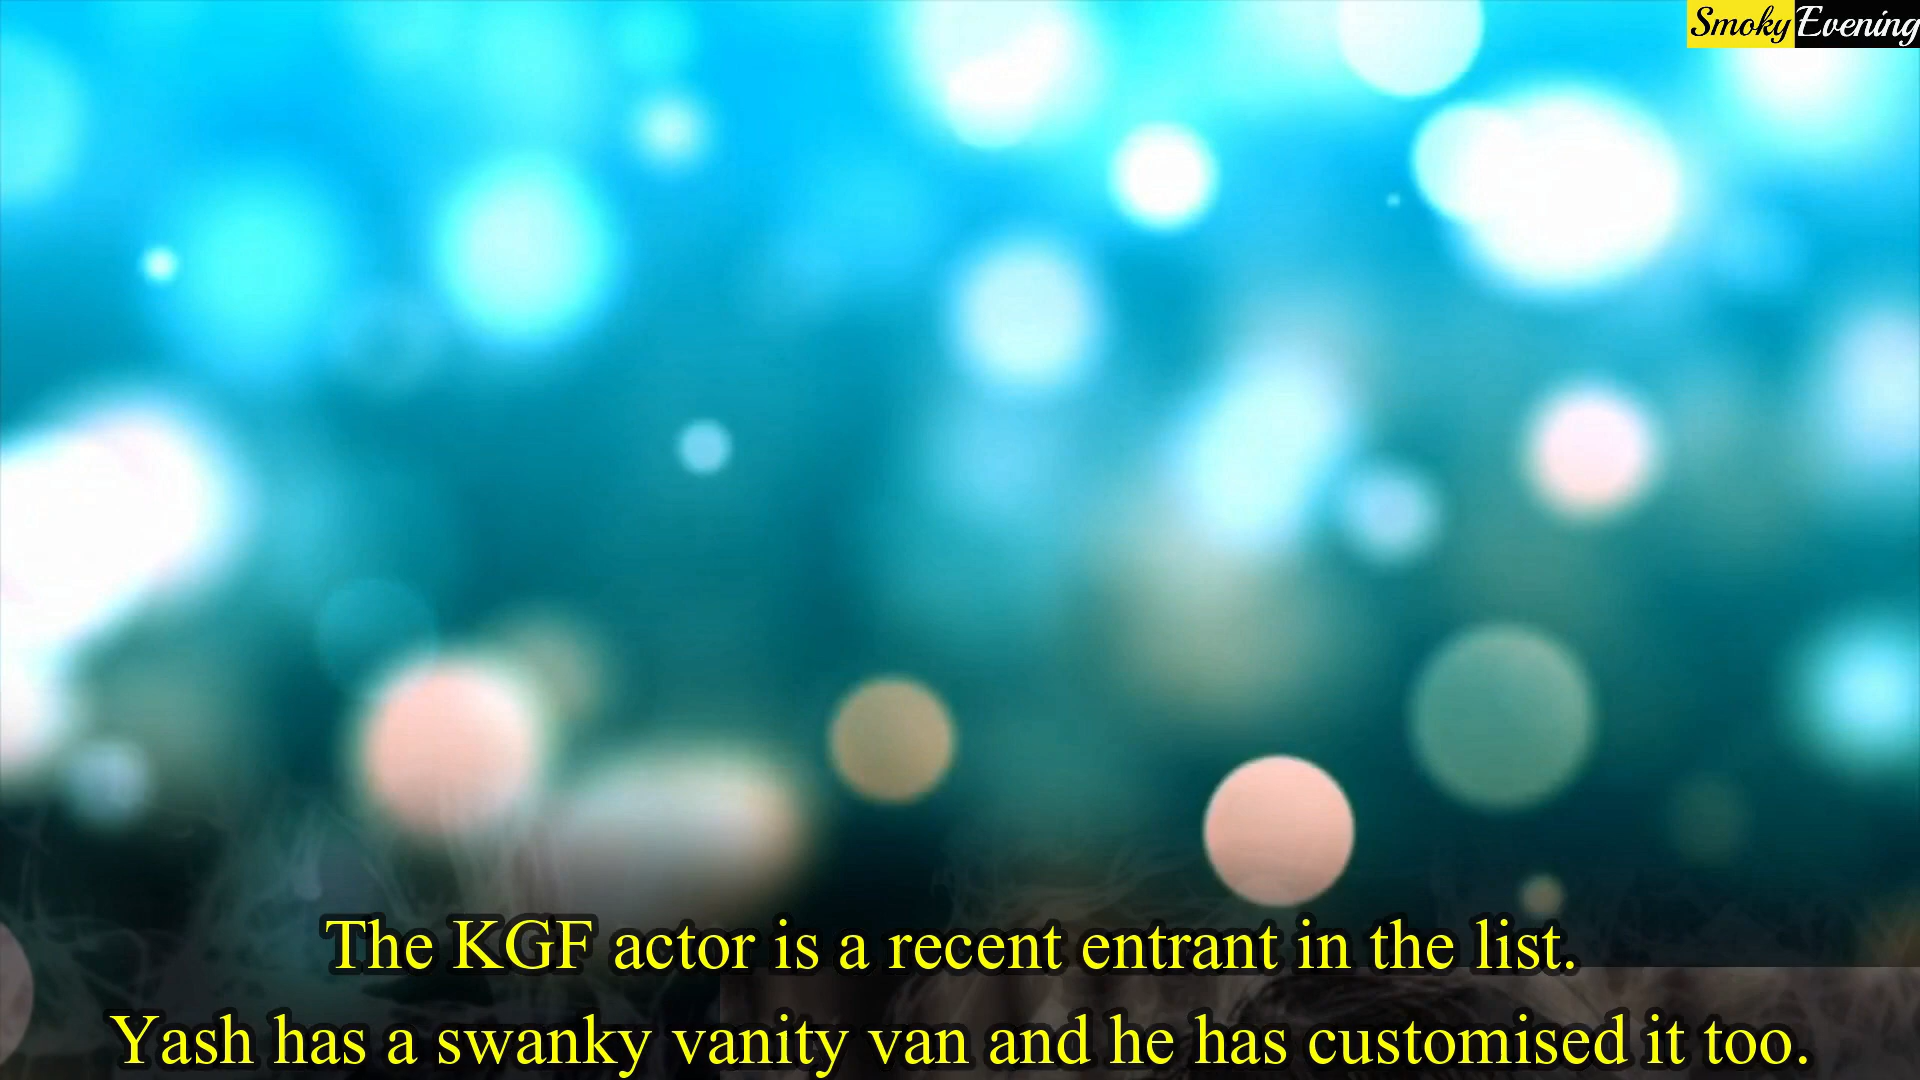 Smoky Evening
The KGF actor is a recent entrant in the list.
Yash has a swanky vanity van and he has customised it too.